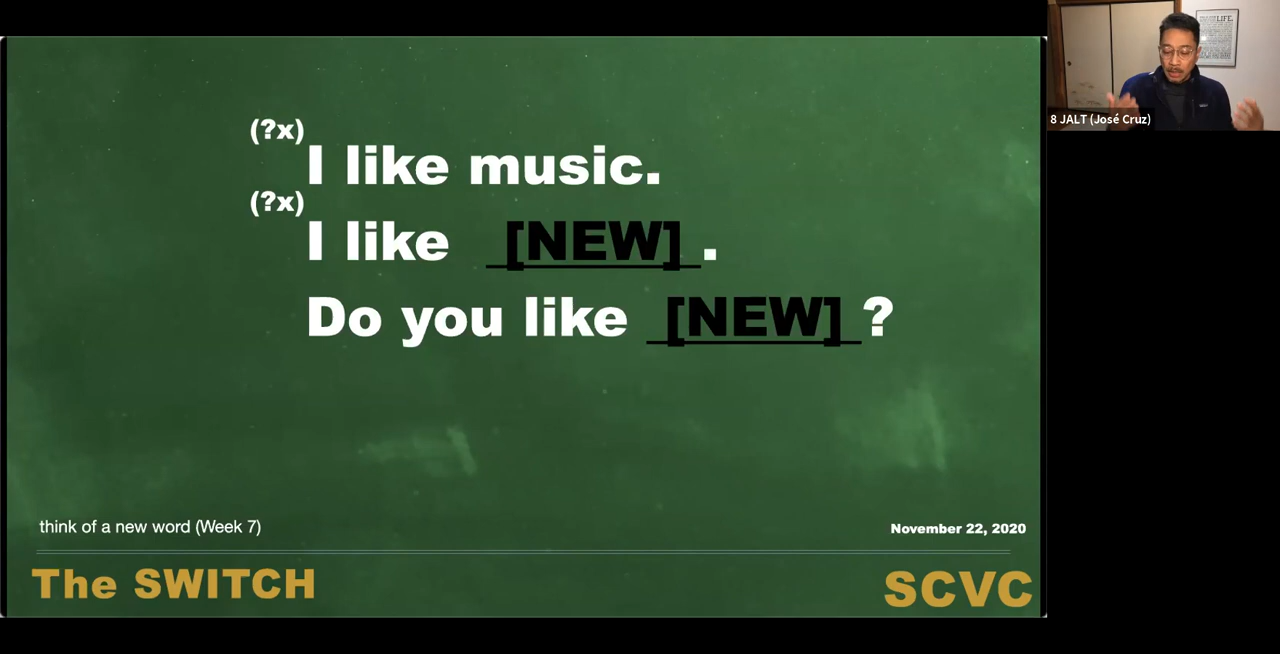 (?x)
I like music.
(?x)
I like [NEW] .
Do you like [NEW] ?
think of a new word (Week 7)
November 22, 2020
The SWITCH
SCVC
LIFE.
8 JALT (José Cruz)